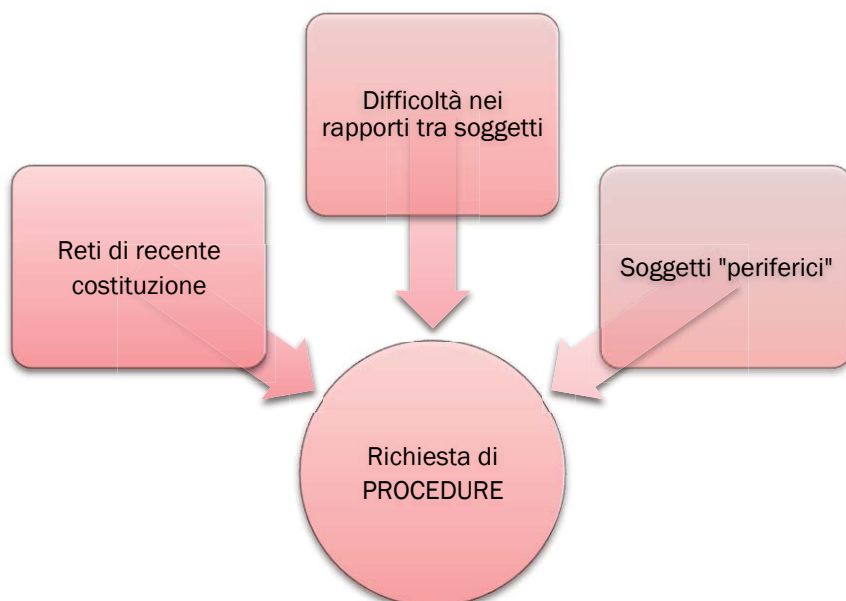 Difficoltà nei
rapporti tra soggetti
Reti di recente
costituzione
Soggetti "periferici"
Richiesta di
PROCEDURE